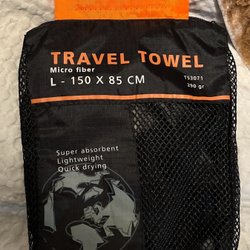 TRAVEL TOWEL
Micro fiber
L - 150 X 85 CM
TS3071
290 gr
Super absorbent
Lightweight
Quick drying